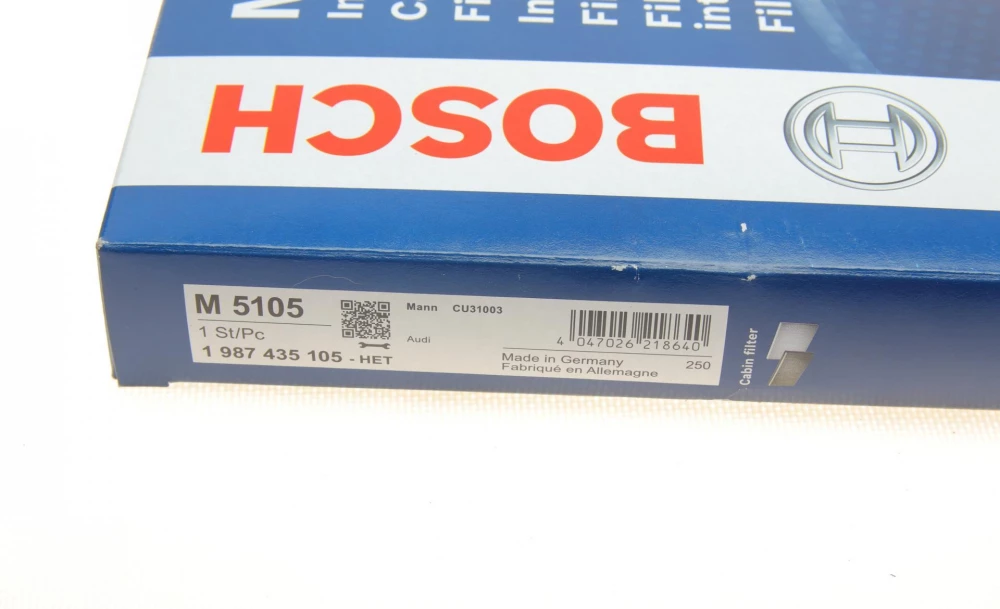 BOSCH
M 5105
1 St/Pc
1 987 435 105 - HET
Mann CU31003
Audi
4 047026 218640
Made in Germany
Fabriqué en Allemagne
250
Cabin filter